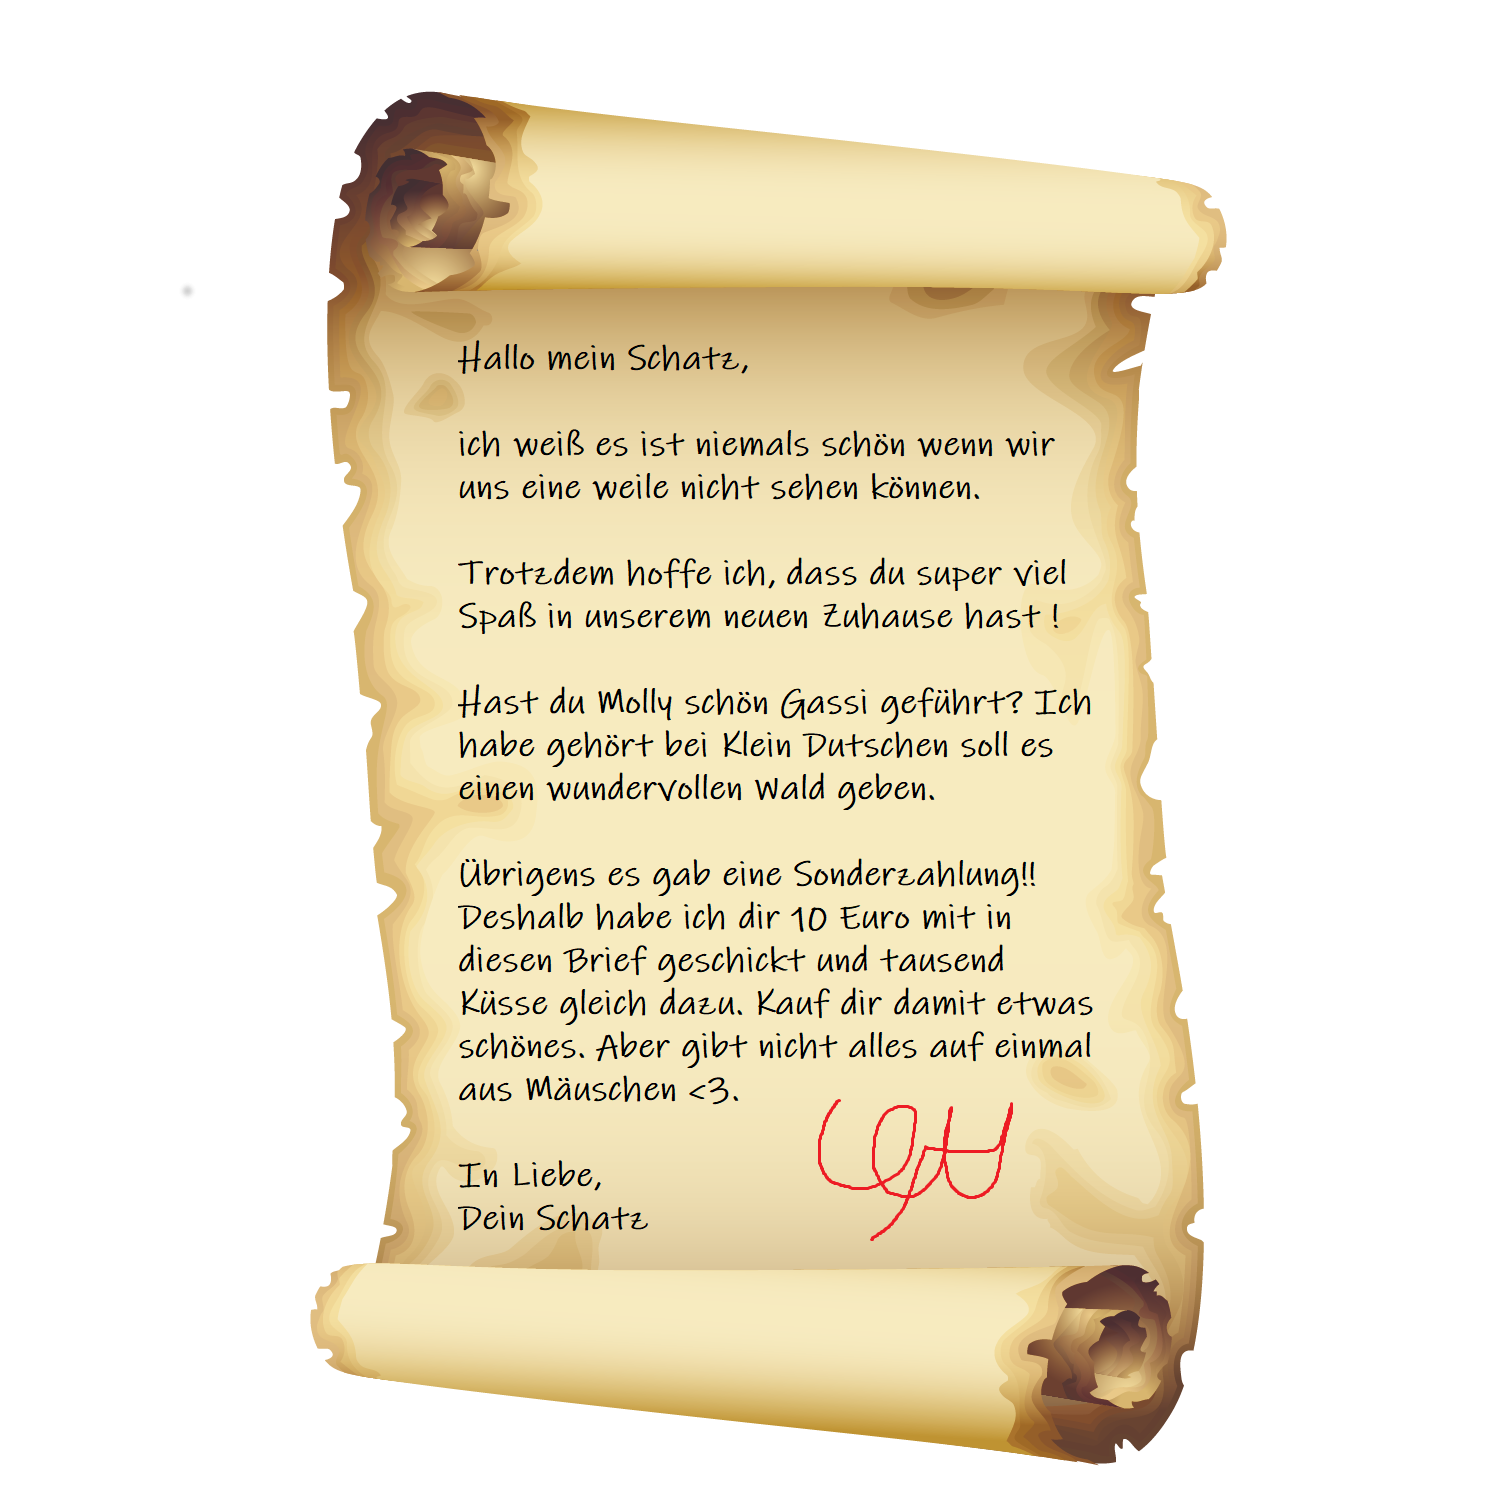 Hallo mein Schatz,
ich weiß es ist niemals schön wenn wir
uns eine weile nicht sehen können.
Trotzdem hoffe ich, dass du super viel
Spaß in unserem neuen Zuhause hast !
Hast du Molly schön Gassi geführt? Ich
habe gehört bei Klein Dutschen soll es
einen wundervollen Wald geben.
Übrigens es gab eine Sonderzahlung!!
Deshalb habe ich dir 10 Euro mit in
diesen Brief geschickt und tausend
Küsse gleich dazu. Kauf dir damit etwas
schönes. Aber gibt nicht alles auf einmal
aus Mäuschen <3.
In Liebe,
Dein Schatz